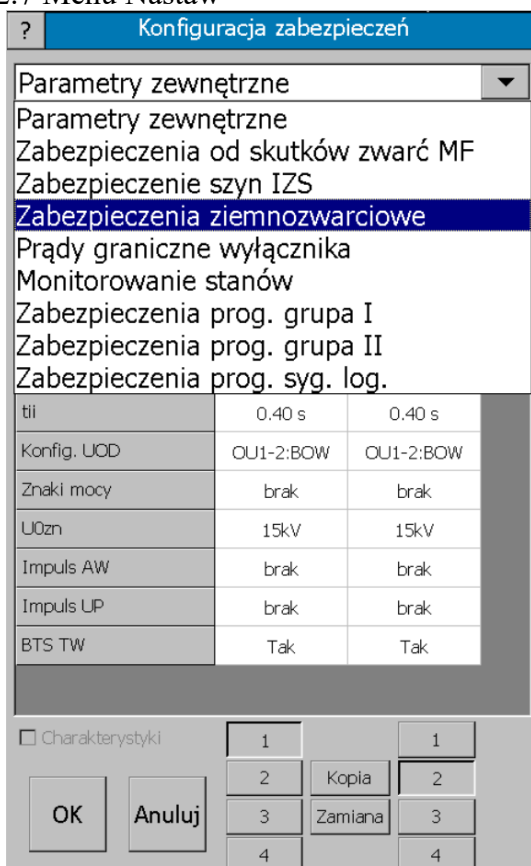 2.7 Menu Nastaw
? Konfiguracja zabezpieczeń
Parametry zewnętrzne
Parametry zewnętrzne
Zabezpieczenia od skutków zwarć MF
Zabezpieczenie szyn IZS
Zabezpieczenia ziemnozwarciowe
Prądy graniczne wyłącznika
Monitorowanie stanów
Zabezpieczenia prog. grupa I
Zabezpieczenia prog. grupa II
Zabezpieczenia prog. syg. log.
tii 0.40 s 0.40 s
Konfig. UOD OU1-2:BOW OU1-2:BOW
Znaki mocy brak brak
U0zn 15kV 15kV
Impuls AW brak brak
Impuls UP brak brak
BTS TW Tak Tak
Charakterystyki 1 1
2 Kopia 2
OK Anuluj 3 Zamiana 3
4 4